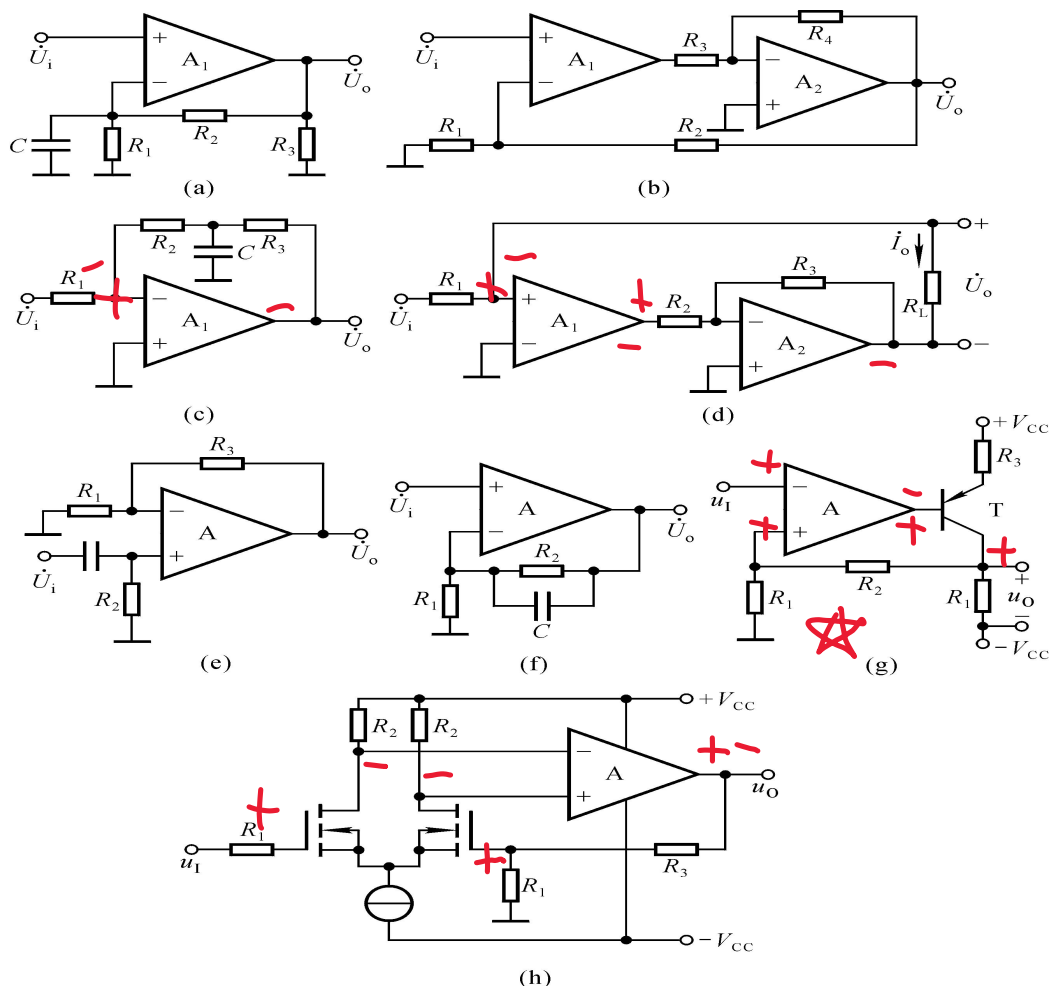 U̇i + A1 − U̇o
C R1 R2 R3
(a)
U̇i + A1 − R3 R4 − A2 + U̇o
R1 R2
(b)
R2 C R3
U̇i R1 − + − A1 + − U̇o
(c)
U̇i R1 + − + A1 − + − R2 R3 − A2 + − İo RL + U̇o −
(d)
R1 R3 − A + U̇o
U̇i R2
(e)
U̇i + A − U̇o
R1 R2 C
(f)
+VCC
R3
uI + − A + + − + T
R1 R2 + R1 + uO −
−VCC
(g)
+VCC
R2 R2 − A + + − uO
− −
uI R1 + + R1 R3
−VCC
(h)